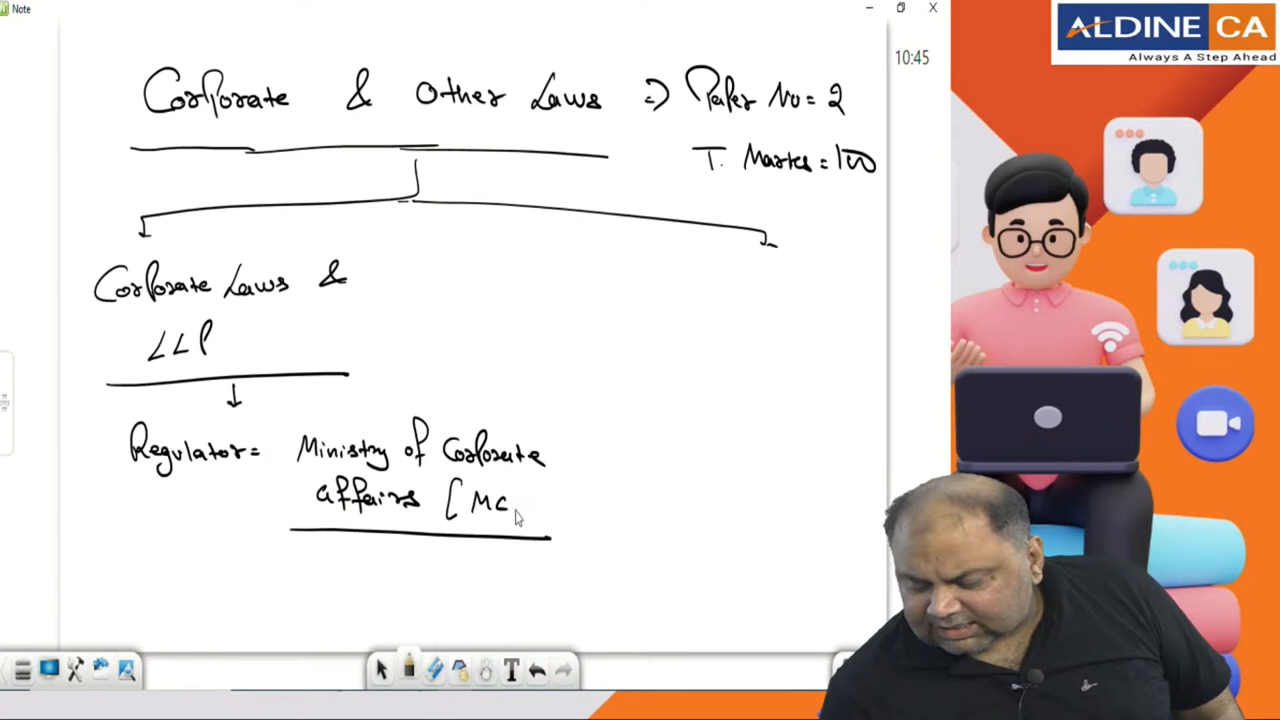 Note
ALDINE CA
Always A Step Ahead
10:45
Corporate & Other Laws => Paper No = 2
T. Marks = 100
Corporate Laws &
LLP
Regulator = Ministry of Corporate
affairs [ MC
T